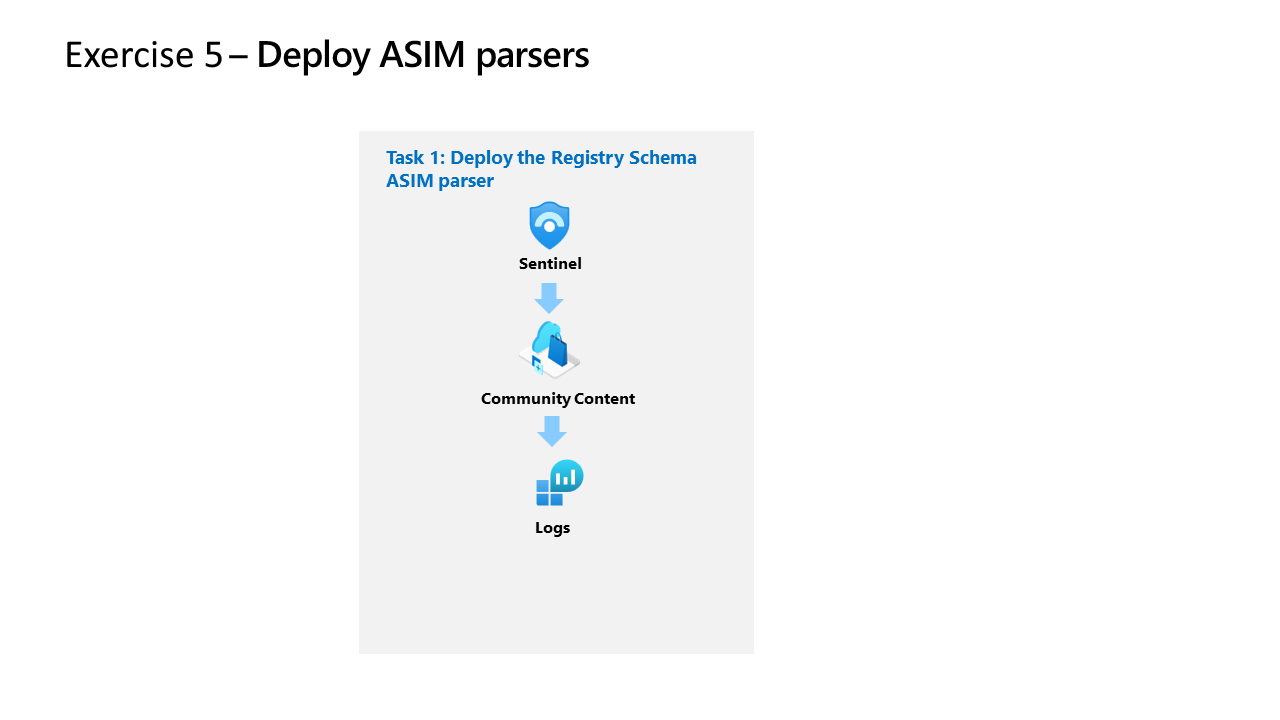 Exercise 5 – Deploy ASIM parsers
Task 1: Deploy the Registry Schema
ASIM parser
Sentinel
Community Content
Logs